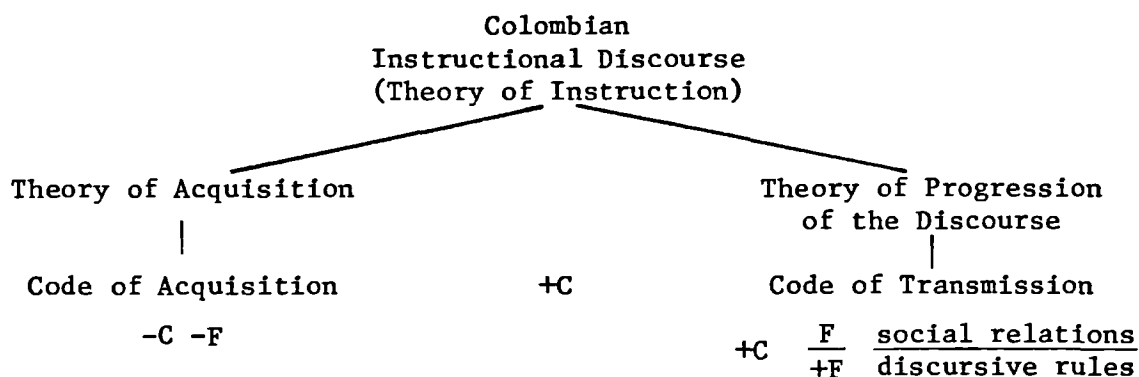 Colombian
Instructional Discourse
(Theory of Instruction)
Theory of Acquisition
Theory of Progression
of the Discourse
Code of Acquisition
+C
Code of Transmission
-C -F
+C F social relations
+F discursive rules